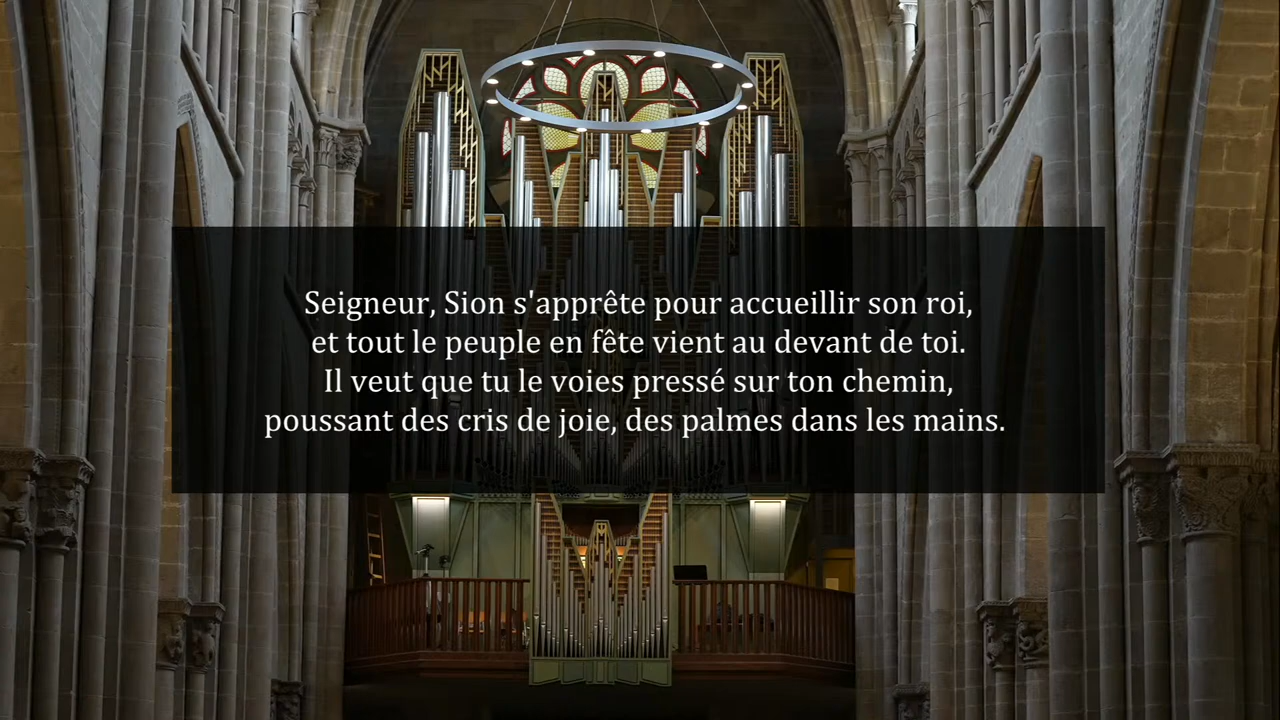 Seigneur, Sion s'apprête pour accueillir son roi,
et tout le peuple en fête vient au devant de toi.
Il veut que tu le voies pressé sur ton chemin,
poussant des cris de joie, des palmes dans les mains.